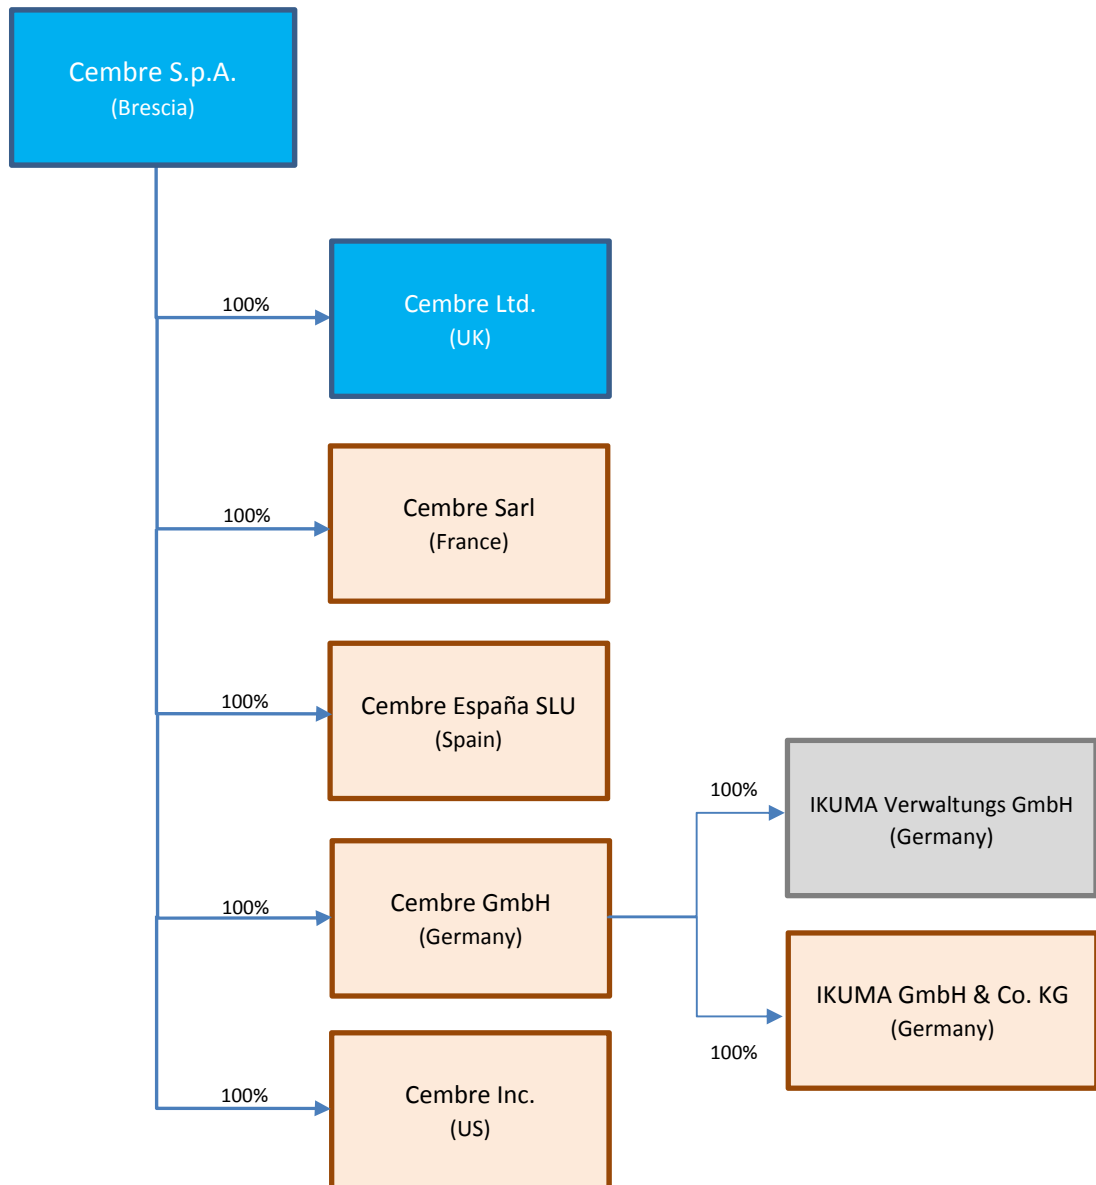 Cembre S.p.A.
(Brescia)
100%
Cembre Ltd.
(UK)
100%
Cembre Sarl
(France)
100%
Cembre España SLU
(Spain)
100%
IKUMA Verwaltungs GmbH
(Germany)
100%
Cembre GmbH
(Germany)
100%
IKUMA GmbH & Co. KG
(Germany)
100%
Cembre Inc.
(US)